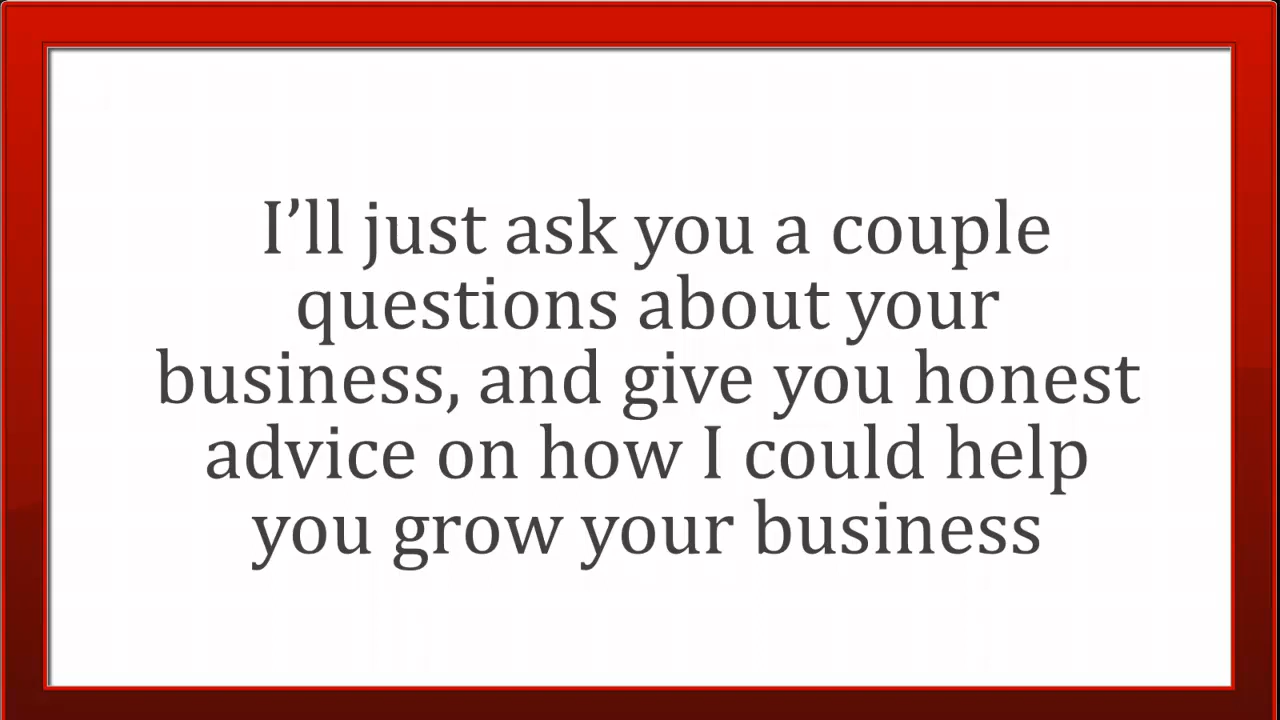 I’ll just ask you a couple
questions about your
business, and give you honest
advice on how I could help
you grow your business